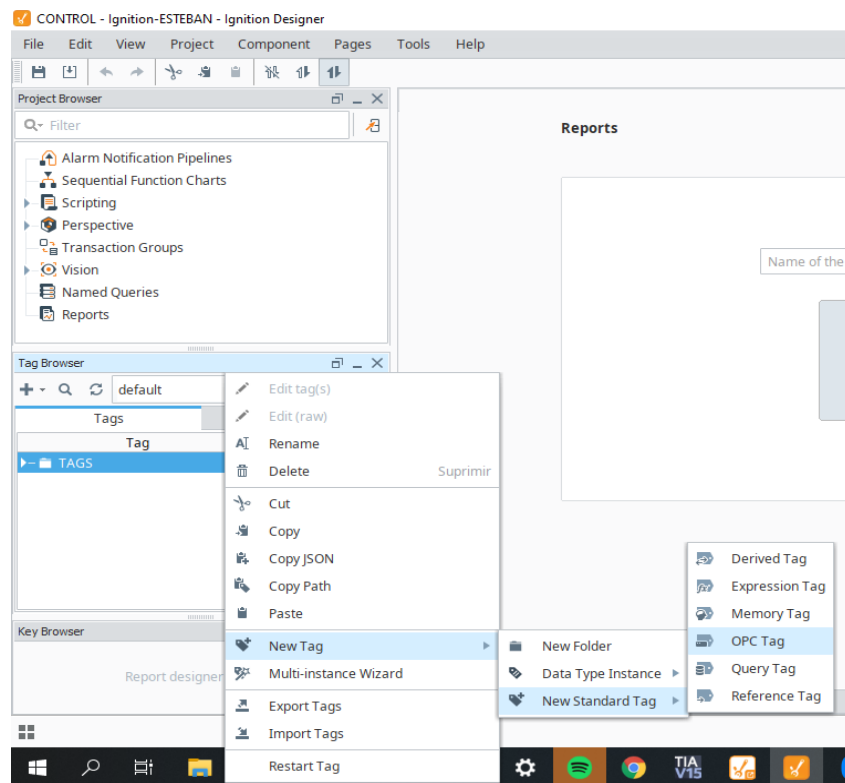 CONTROL - Ignition-ESTEBAN - Ignition Designer
File Edit View Project Component Pages Tools Help
Project Browser
Filter
Alarm Notification Pipelines
Sequential Function Charts
Scripting
Perspective
Transaction Groups
Vision
Named Queries
Reports
Reports
Name of the
Tag Browser
default
Tags
Tag
TAGS
Edit tag(s)
Edit (raw)
Rename
Delete Suprimir
Cut
Copy
Copy JSON
Copy Path
Paste
New Tag
Multi-instance Wizard
Export Tags
Import Tags
Restart Tag
New Folder
Data Type Instance
New Standard Tag
Derived Tag
Expression Tag
Memory Tag
OPC Tag
Query Tag
Reference Tag
Key Browser
Report designer
TIA
V15